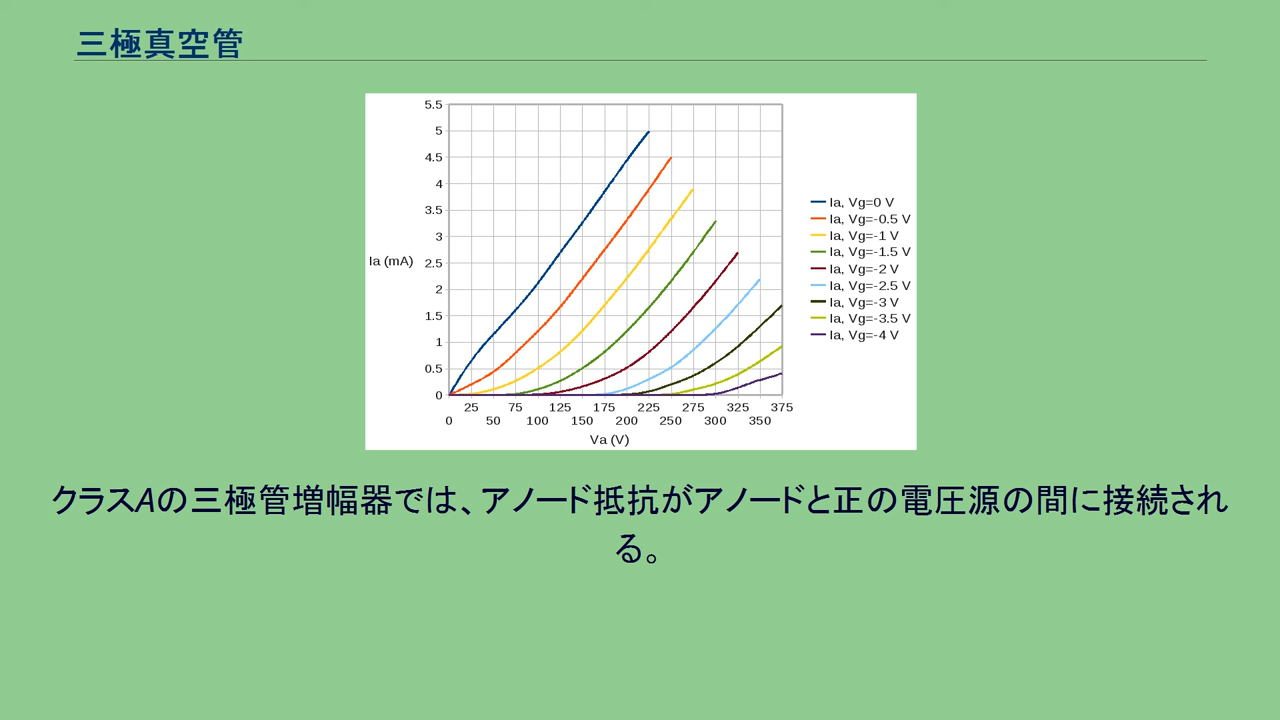 三極真空管
5.5
5
4.5
4
3.5
3
Ia (mA)
2.5
2
1.5
1
0.5
0
25 75 125 175 225 275 325 375
0 50 100 150 200 250 300 350
Va (V)
Ia, Vg=0 V
Ia, Vg=-0.5 V
Ia, Vg=-1 V
Ia, Vg=-1.5 V
Ia, Vg=-2 V
Ia, Vg=-2.5 V
Ia, Vg=-3 V
Ia, Vg=-3.5 V
Ia, Vg=-4 V
クラスAの三極管増幅器では、アノード抵抗がアノードと正の電圧源の間に接続され
る。